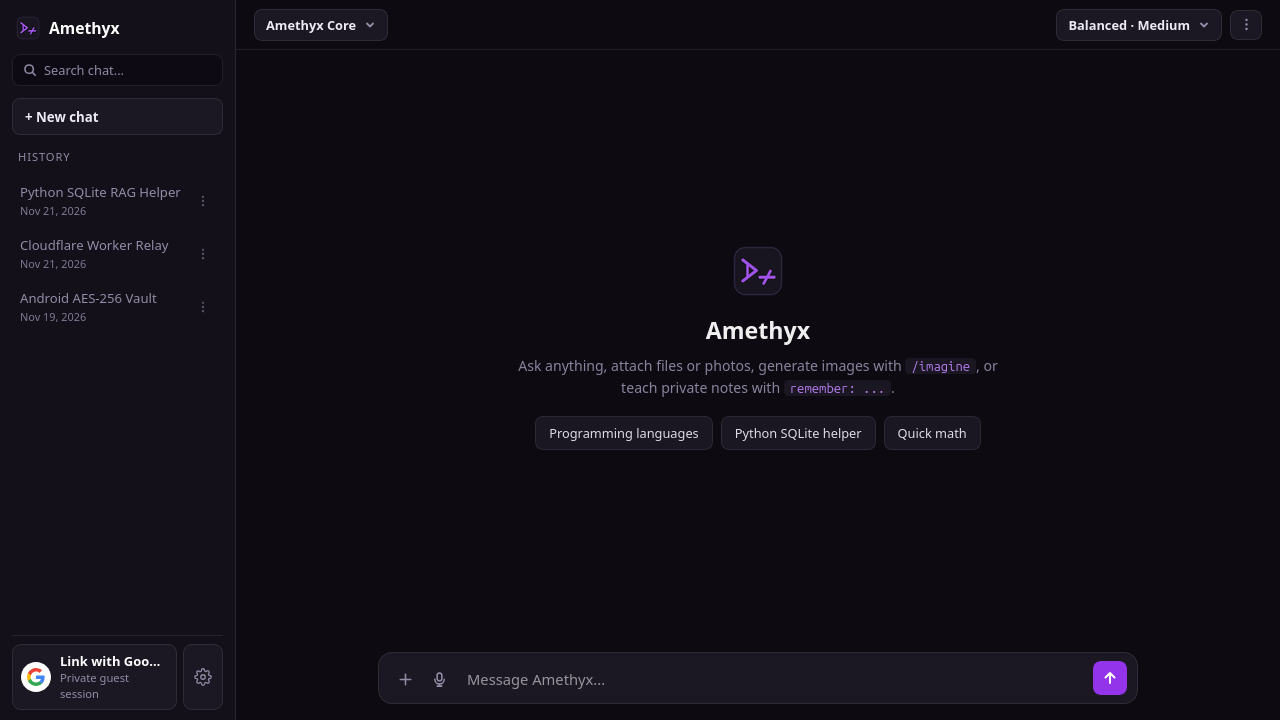 Amethyx
Search chat...
+ New chat
HISTORY
Python SQLite RAG Helper
Nov 21, 2026
Cloudflare Worker Relay
Nov 21, 2026
Android AES-256 Vault
Nov 19, 2026
Link with Goo...
Private guest
session
Amethyx Core
Balanced · Medium
Amethyx
Ask anything, attach files or photos, generate images with /imagine, or
teach private notes with remember: ... .
Programming languages
Python SQLite helper
Quick math
Message Amethyx...